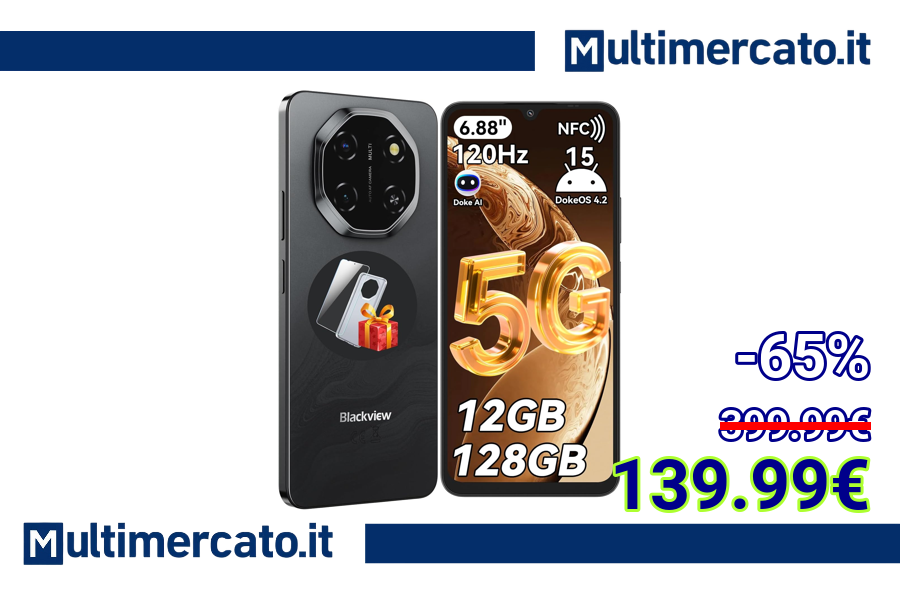 Multimercato.it
6.88"
NFC
120Hz
15
Doke AI
DokeOS 4.2
MULTI
5G
Blackview
12GB
128GB
-65%
399.99€
139.99€
Multimercato.it